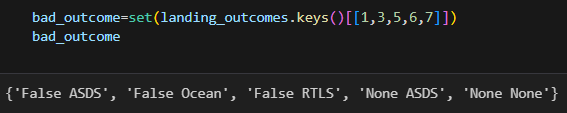 bad_outcome=set(landing_outcomes.keys()[[1,3,5,6,7]])
bad_outcome
{'False ASDS', 'False Ocean', 'False RTLS', 'None ASDS', 'None None'}